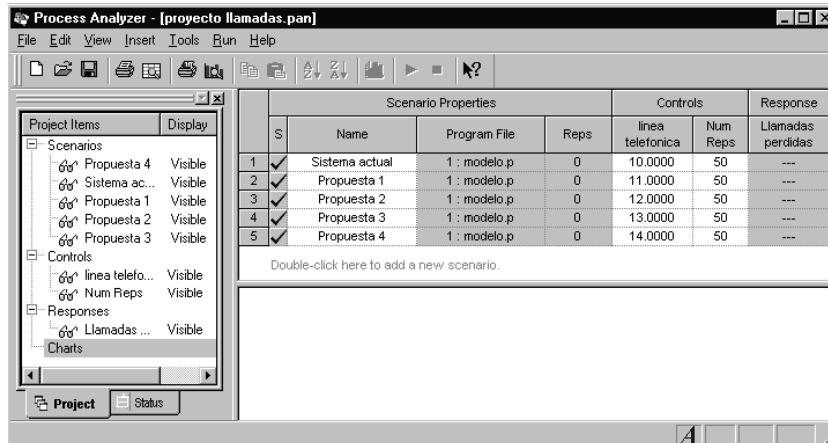 Process Analyzer - [proyecto llamadas.pan]
File Edit View Insert Tools Run Help
Project Items Display
Scenarios
Propuesta 4 Visible
Sistema ac... Visible
Propuesta 1 Visible
Propuesta 2 Visible
Propuesta 3 Visible
Controls
linea telefo... Visible
Num Reps Visible
Responses
Llamadas ... Visible
Charts
Project Status
Scenario Properties Controls Response
S Name Program File Reps linea telefonica Num Reps Llamadas perdidas
1 Sistema actual 1 : modelo.p 0 10.0000 50 ---
2 Propuesta 1 1 : modelo.p 0 11.0000 50 ---
3 Propuesta 2 1 : modelo.p 0 12.0000 50 ---
4 Propuesta 3 1 : modelo.p 0 13.0000 50 ---
5 Propuesta 4 1 : modelo.p 0 14.0000 50 ---
Double-click here to add a new scenario.
A